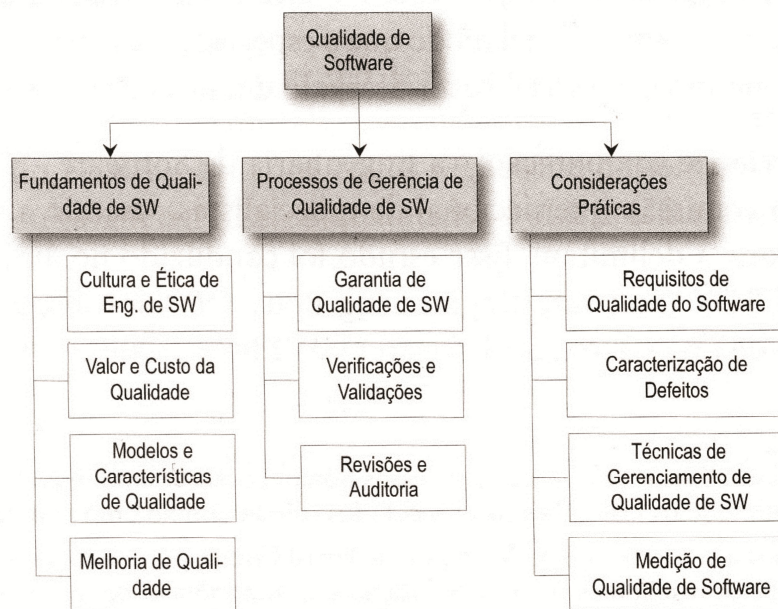 Qualidade de
Software
Fundamentos de Quali-
dade de SW
Cultura e Ética de
Eng. de SW
Valor e Custo da
Qualidade
Modelos e
Características
de Qualidade
Melhoria de Quali-
dade
Processos de Gerência de
Qualidade de SW
Garantia de
Qualidade de SW
Verificações e
Validações
Revisões e
Auditoria
Considerações
Práticas
Requisitos de
Qualidade do Software
Caracterização de
Defeitos
Técnicas de
Gerenciamento de
Qualidade de SW
Medição de
Qualidade de Software